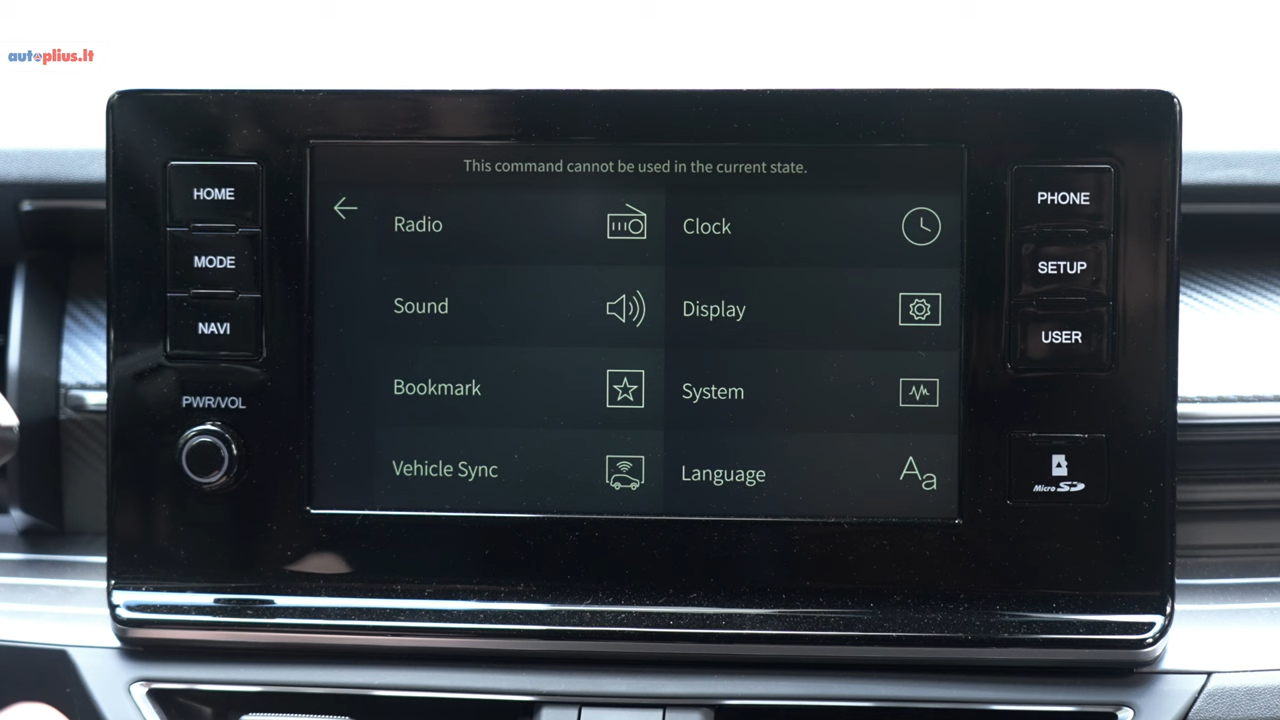 autoplius.lt
This command cannot be used in the current state.
HOME
MODE
NAVI
PWR/VOL
Radio
Sound
Bookmark
Vehicle Sync
Clock
Display
System
Language
Aa
PHONE
SETUP
USER
Micro SD